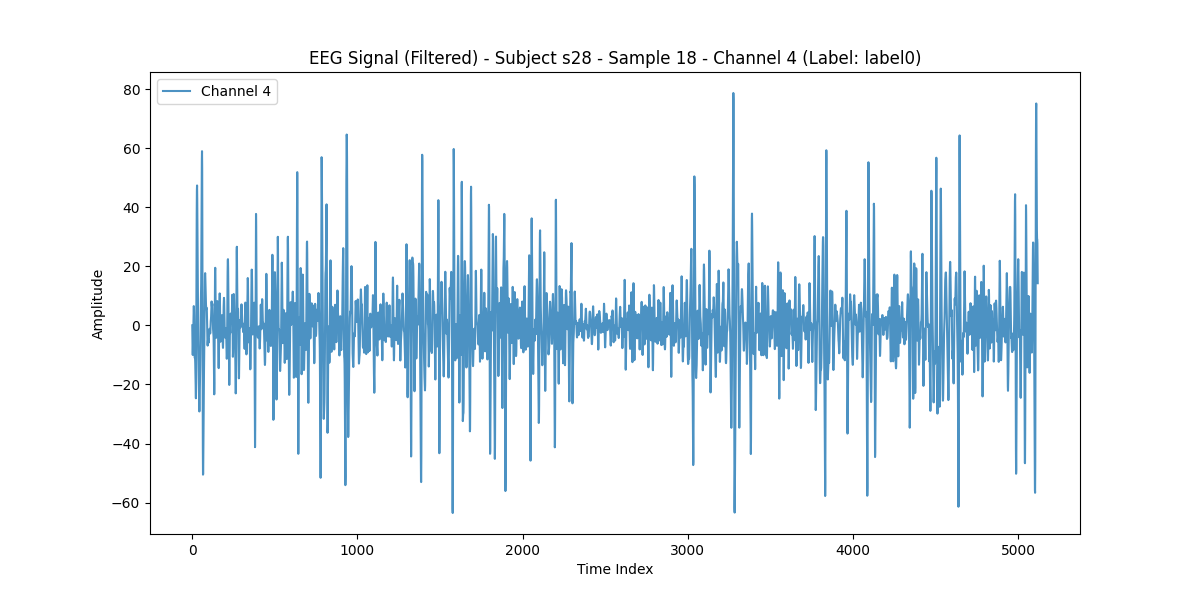 EEG Signal (Filtered) - Subject s28 - Sample 18 - Channel 4 (Label: label0)
Channel 4
Amplitude
80
60
40
20
0
−20
−40
−60
0 1000 2000 3000 4000 5000
Time Index